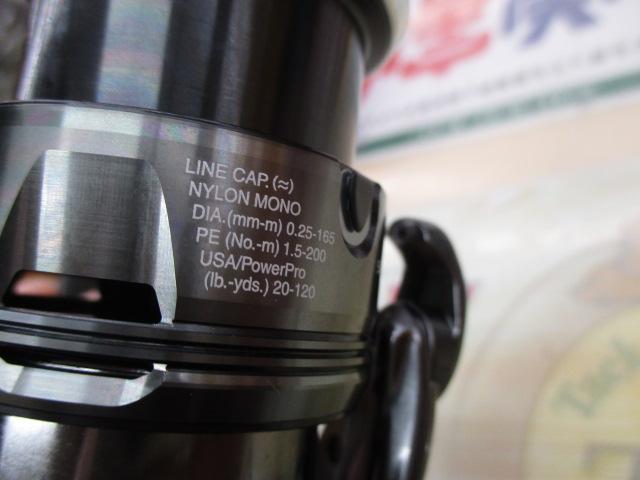 LINE CAP.(≈)
NYLON MONO
DIA.(mm-m) 0.25-165
PE (No.-m) 1.5-200
USA/PowerPro
(lb.-yds.) 20-120
Tack